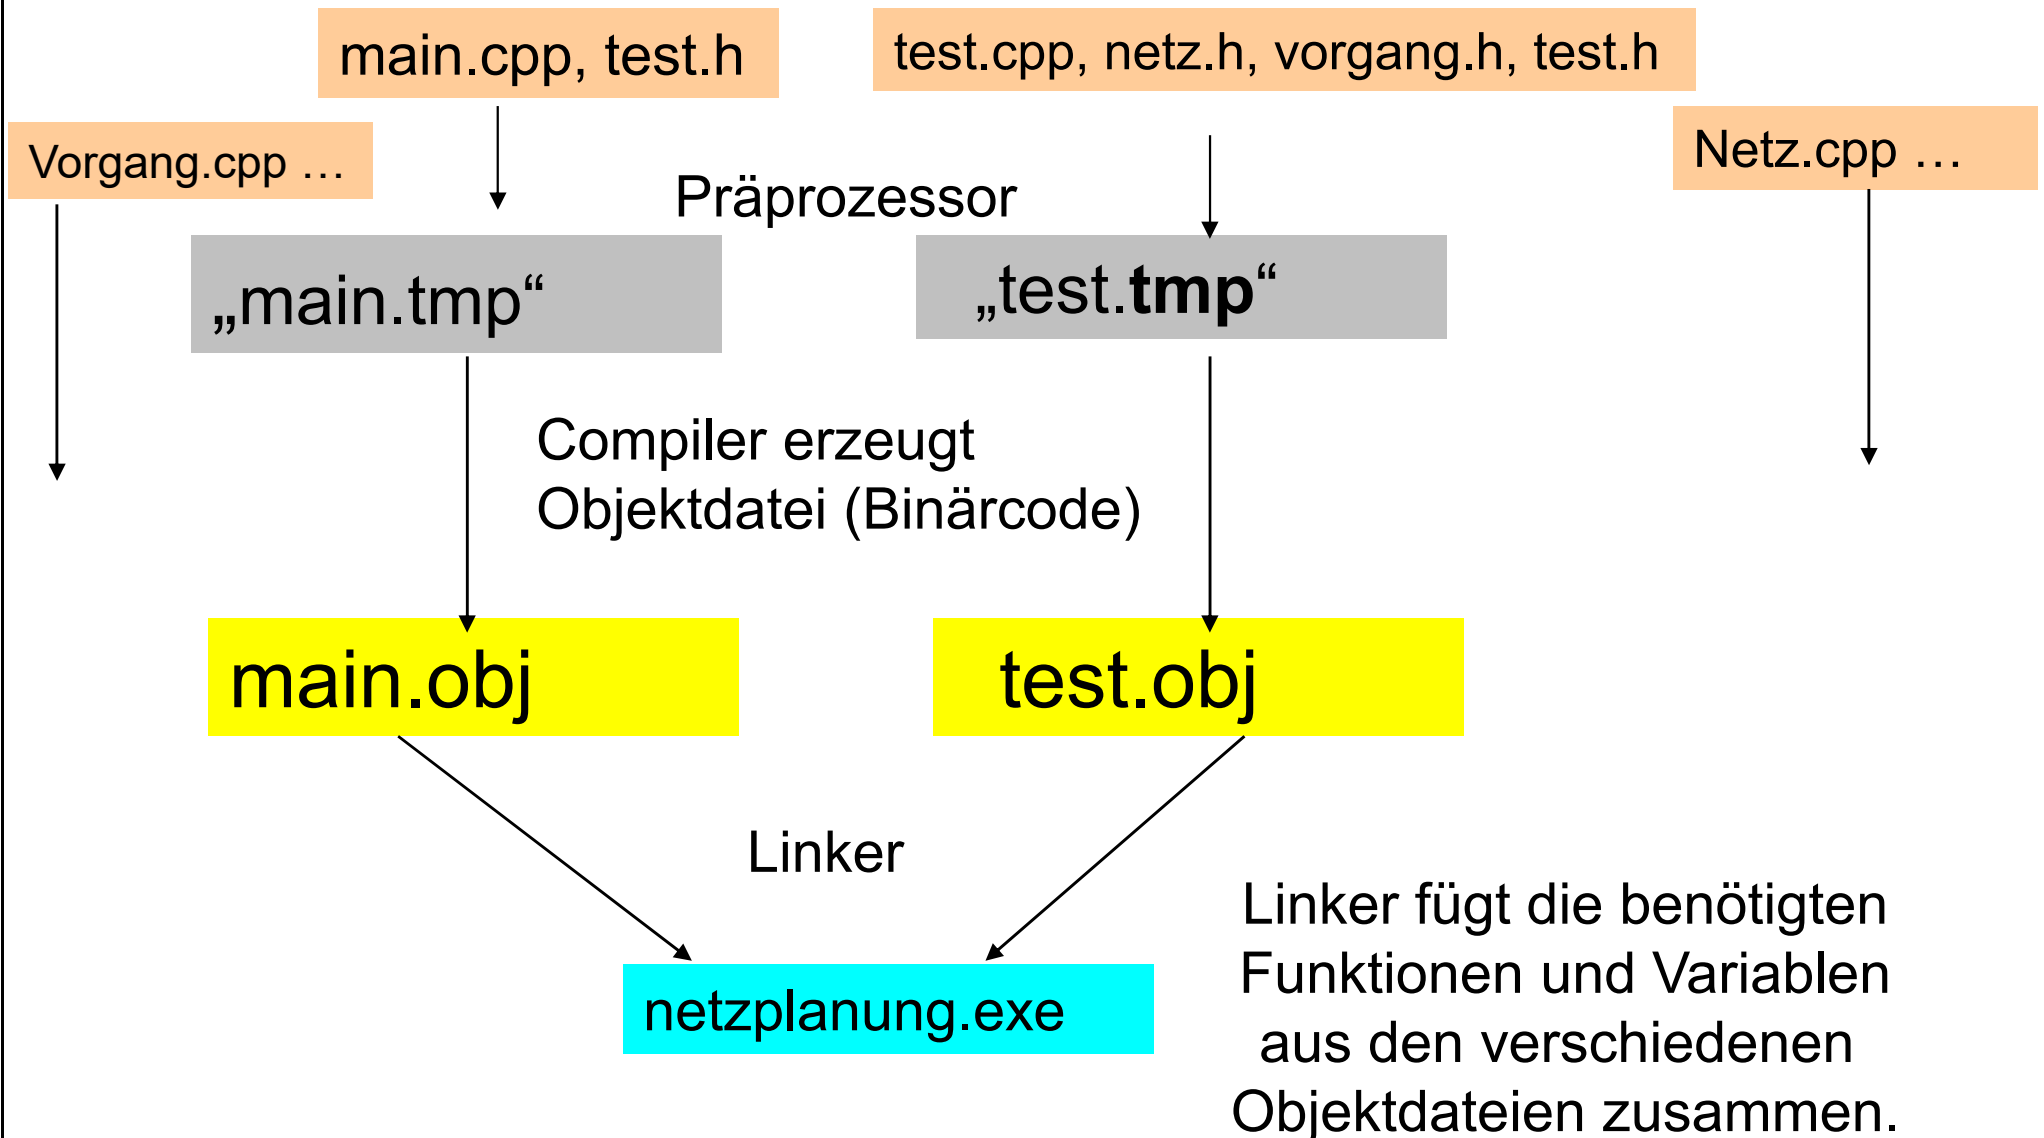 main.cpp, test.h
test.cpp, netz.h, vorgang.h, test.h
Vorgang.cpp …
Netz.cpp …
Präprozessor
„main.tmp“
„test.tmp“
Compiler erzeugt
Objektdatei (Binärcode)
main.obj
test.obj
Linker
netzplanung.exe
Linker fügt die benötigten
Funktionen und Variablen
aus den verschiedenen
Objektdateien zusammen.